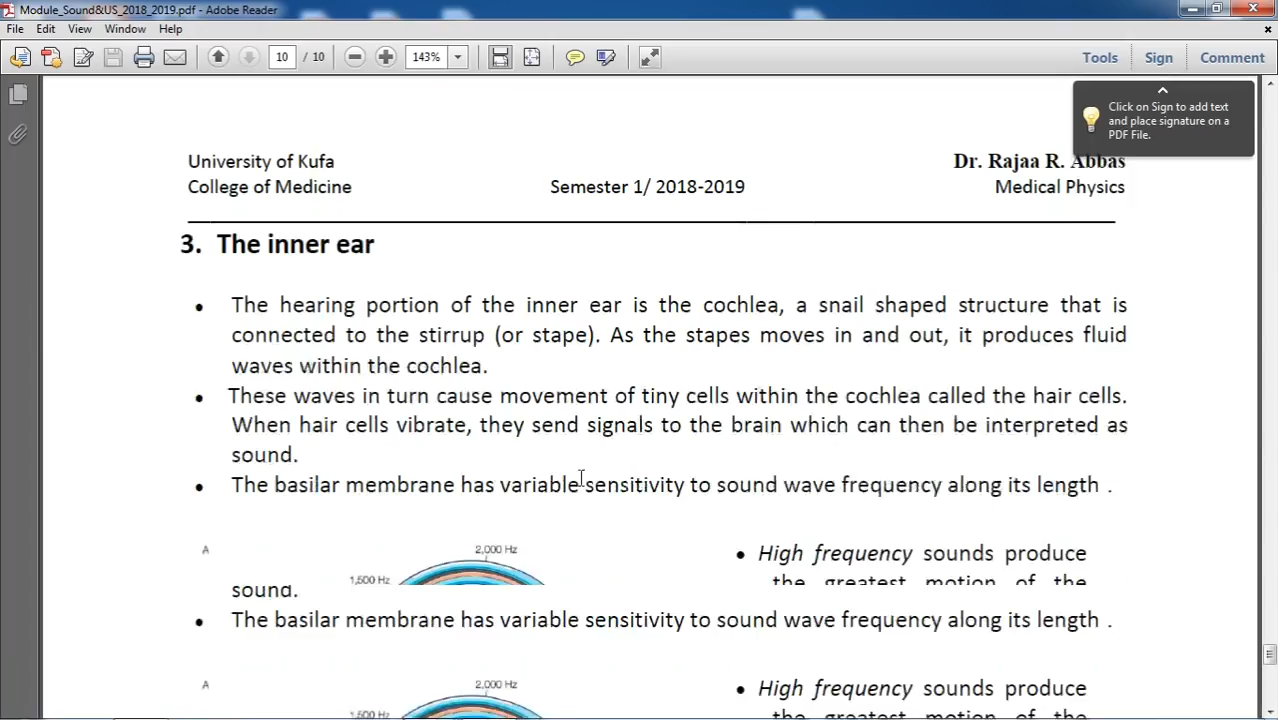 Module_Sound&US_2018_2019.pdf - Adobe Reader
File Edit View Window Help
10 / 10 143% Tools Sign Comment
Click on Sign to add text
and place signature on a
PDF File.
University of Kufa Dr. Rajaa R. Abbas
College of Medicine Semester 1/ 2018-2019 Medical Physics
3. The inner ear
• The hearing portion of the inner ear is the cochlea, a snail shaped structure that is
connected to the stirrup (or stape). As the stapes moves in and out, it produces fluid
waves within the cochlea.
• These waves in turn cause movement of tiny cells within the cochlea called the hair cells.
When hair cells vibrate, they send signals to the brain which can then be interpreted as
sound.
• The basilar membrane has variable sensitivity to sound wave frequency along its length .
A 2,000 Hz • High frequency sounds produce
1,500 Hz the greatest motion of the
sound.
• The basilar membrane has variable sensitivity to sound wave frequency along its length .
A 2,000 Hz • High frequency sounds produce
1,500 Hz the greatest motion of the